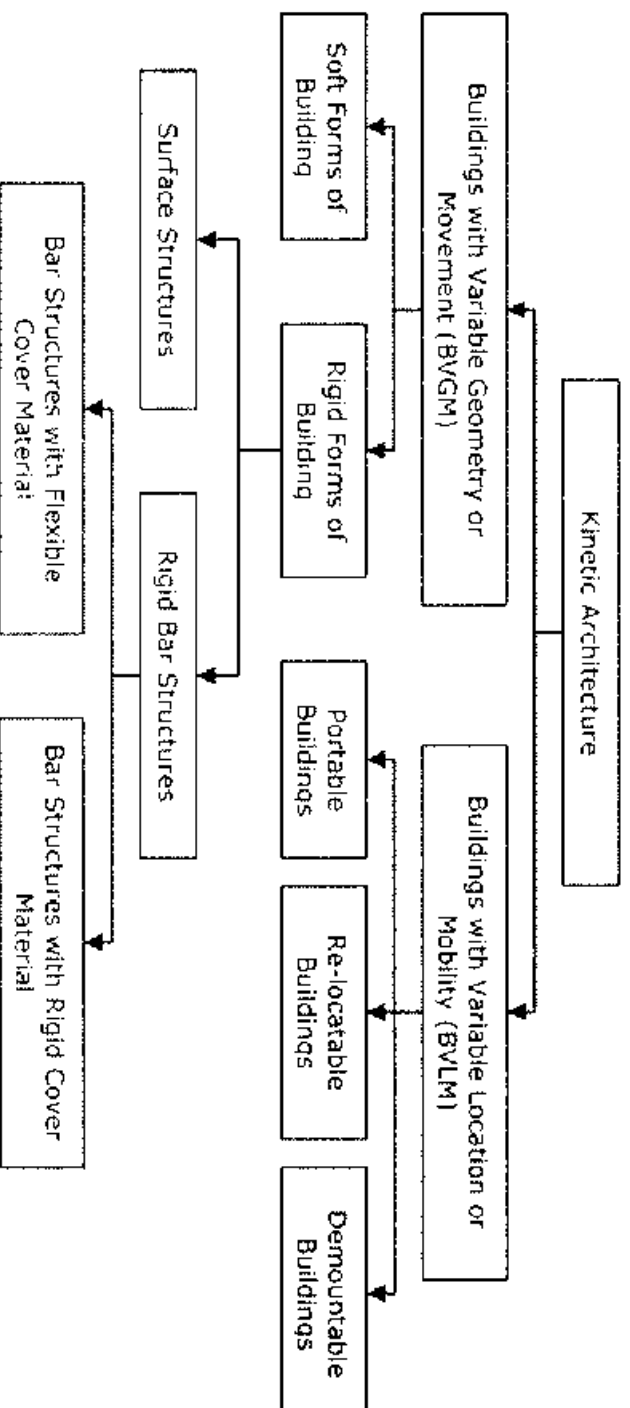 Kinetic Architecture
Buildings with Variable Geometry or
Movement (BVGM)
Buildings with Variable Location or
Mobility (BVLM)
Soft Forms of
Building
Rigid Forms of
Building
Portable
Buildings
Re-locatable
Buildings
Demountable
Buildings
Surface Structures
Rigid Bar Structures
Bar Structures with Flexible
Cover Material
Bar Structures with Rigid Cover
Material